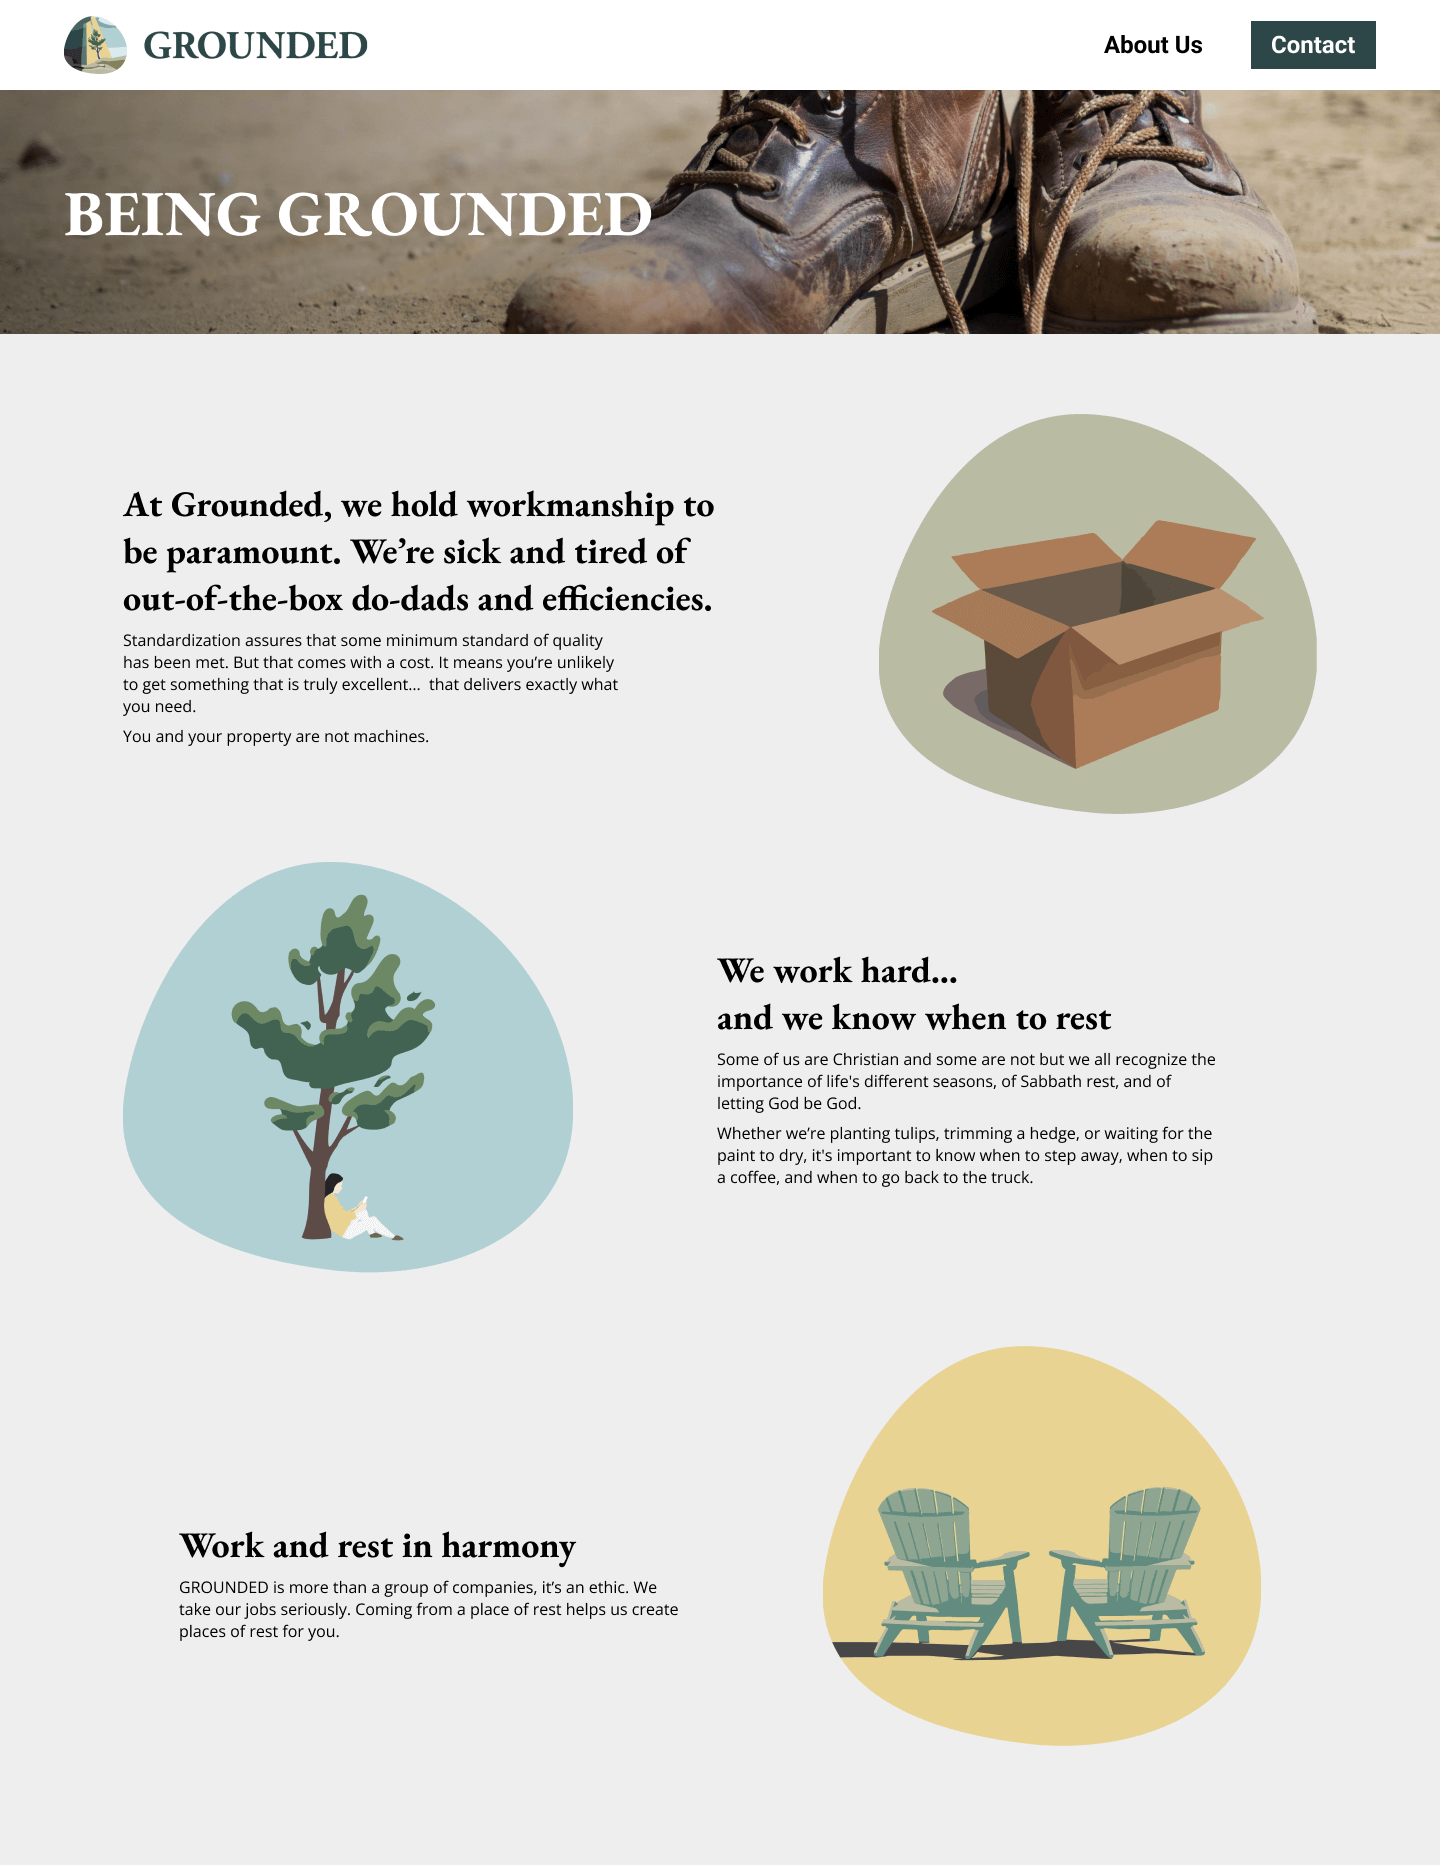 GROUNDED
About Us
Contact
BEING GROUNDED
At Grounded, we hold workmanship to
be paramount. We’re sick and tired of
out-of-the-box do-dads and efficiencies.
Standardization assures that some minimum standard of quality
has been met. But that comes with a cost. It means you’re unlikely
to get something that is truly excellent...  that delivers exactly what
you need.
You and your property are not machines.
We work hard...
and we know when to rest
Some of us are Christian and some are not but we all recognize the
importance of life's different seasons, of Sabbath rest, and of
letting God be God.
Whether we’re planting tulips, trimming a hedge, or waiting for the
paint to dry, it's important to know when to step away, when to sip
a coffee, and when to go back to the truck.
Work and rest in harmony
GROUNDED is more than a group of companies, it’s an ethic. We
take our jobs seriously. Coming from a place of rest helps us create
places of rest for you.